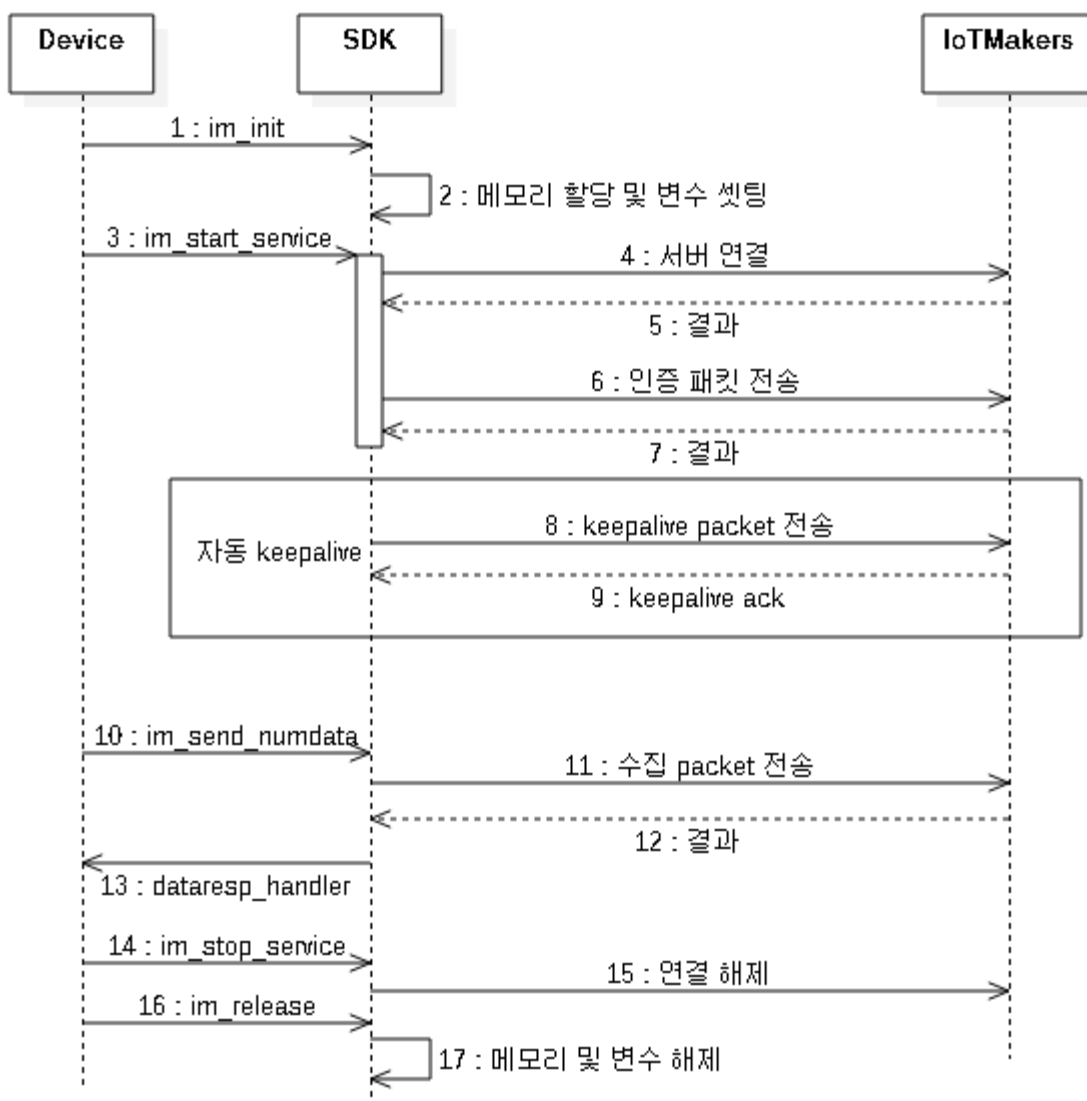 Device
SDK
IoTMakers
1 : im_init
2 : 메모리 할당 및 변수 셋팅
3 : im_start_service
4 : 서버 연결
5 : 결과
6 : 인증 패킷 전송
7 : 결과
자동 keepalive
8 : keepalive packet 전송
9 : keepalive ack
10 : im_send_numdata
11 : 수집 packet 전송
12 : 결과
13 : dataresp_handler
14 : im_stop_service
15 : 연결 해제
16 : im_release
17 : 메모리 및 변수 해제